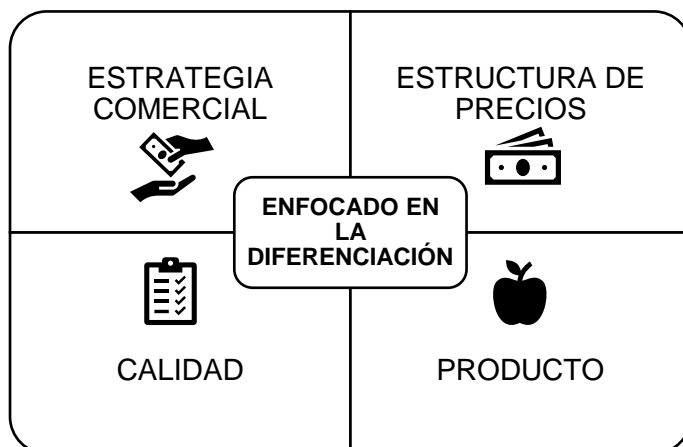 ESTRATEGIA
COMERCIAL
ESTRUCTURA DE
PRECIOS
ENFOCADO EN
LA
DIFERENCIACIÓN
CALIDAD
PRODUCTO